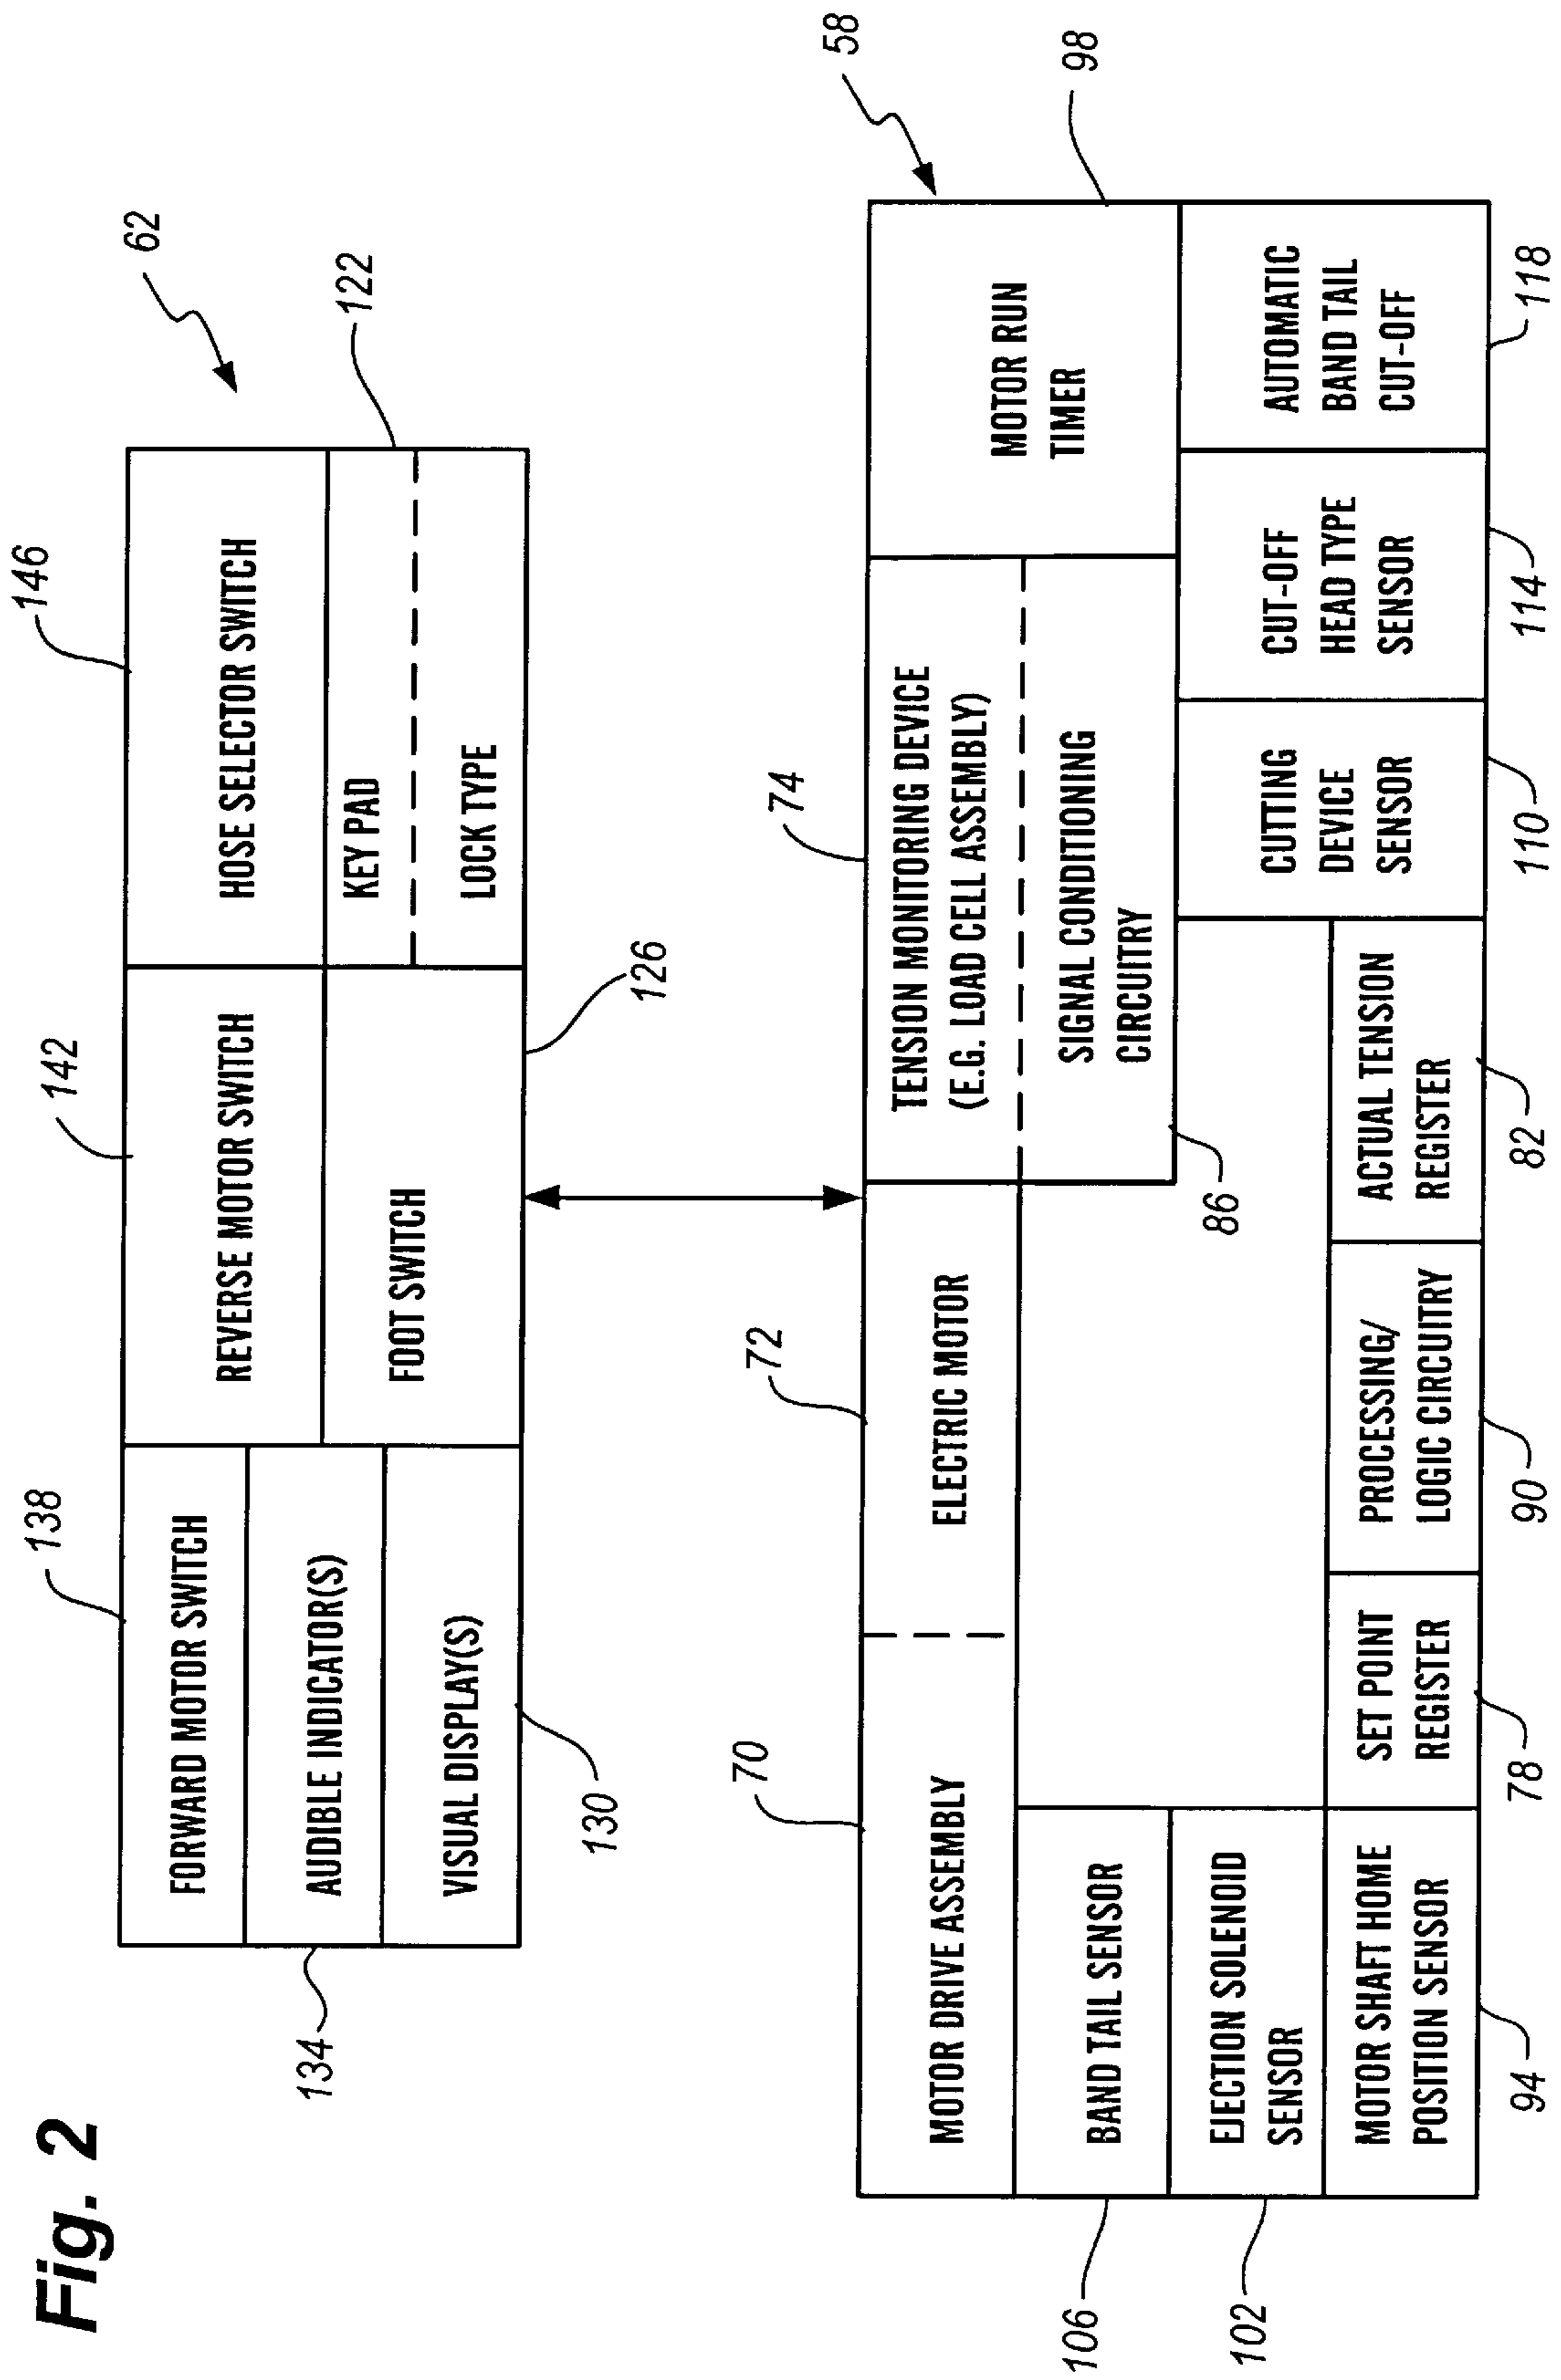 Fig. 2
62
138
142
146
FORWARD MOTOR SWITCH
REVERSE MOTOR SWITCH
HOSE SELECTOR SWITCH
AUDIBLE INDICATOR(S)
FOOT SWITCH
KEY PAD
122
VISUAL DISPLAY(S)
LOCK TYPE
134
130
126
58
70
72
74
98
MOTOR DRIVE ASSEMBLY
ELECTRIC MOTOR
TENSION MONITORING DEVICE
(E.G. LOAD CELL ASSEMBLY)
MOTOR RUN
TIMER
BAND TAIL SENSOR
SIGNAL CONDITIONING
CIRCUITRY
106
86
EJECTION SOLENOID
SENSOR
102
CUTTING
DEVICE
SENSOR
CUT-OFF
HEAD TYPE
SENSOR
AUTOMATIC
BAND TAIL
CUT-OFF
MOTOR SHAFT HOME
POSITION SENSOR
SET POINT
REGISTER
PROCESSING/
LOGIC CIRCUITRY
ACTUAL TENSION
REGISTER
94
78
90
82
110
114
118